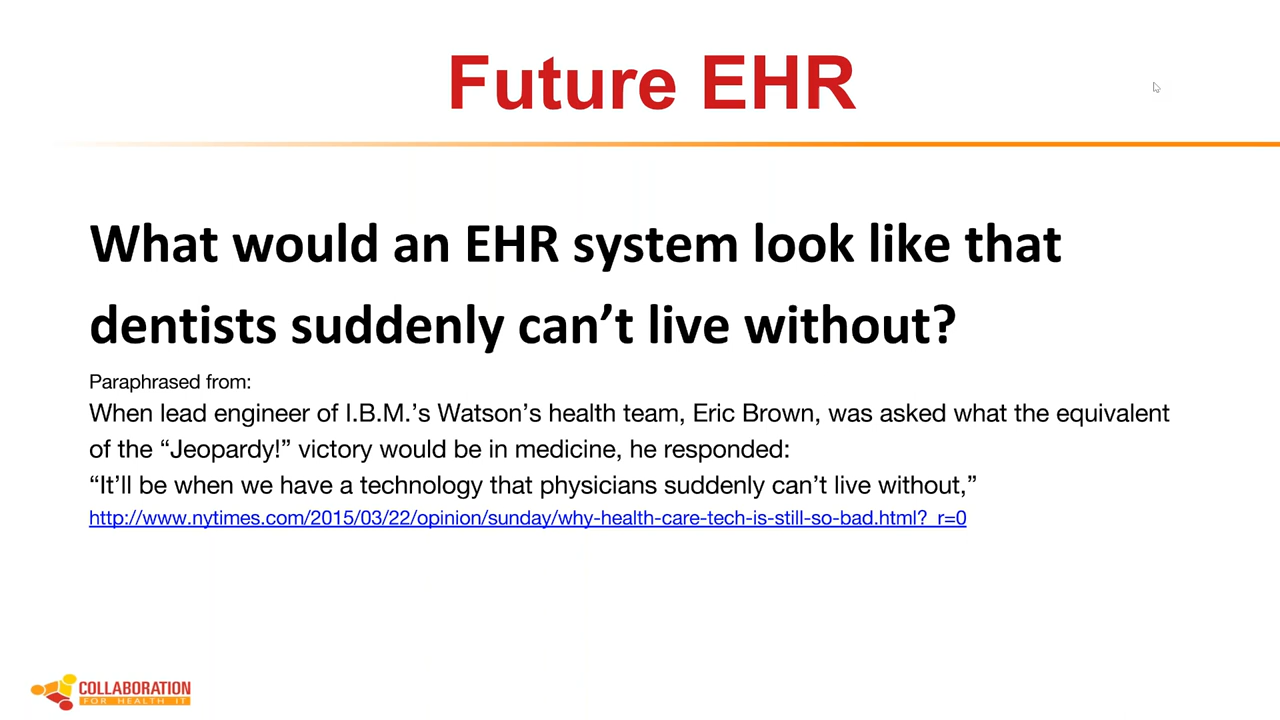 Future EHR
What would an EHR system look like that
dentists suddenly can’t live without?
Paraphrased from:
When lead engineer of I.B.M.’s Watson’s health team, Eric Brown, was asked what the equivalent
of the “Jeopardy!” victory would be in medicine, he responded:
“It’ll be when we have a technology that physicians suddenly can’t live without,”
http://www.nytimes.com/2015/03/22/opinion/sunday/why-health-care-tech-is-still-so-bad.html?_r=0
COLLABORATION
FOR HEALTH IT